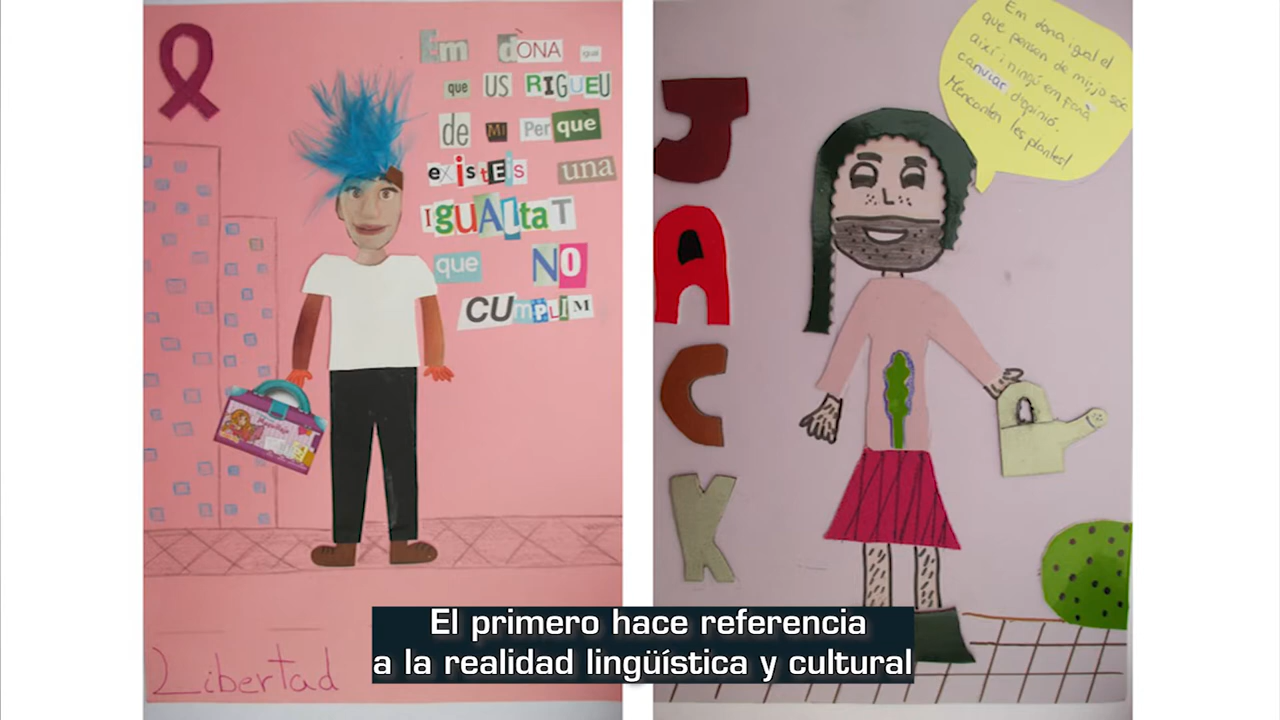 Em dònA que
que US RIGUEU
de MI Perque
existEis una
IguAltaT
que NO
CUmPLIM
Libertad
JACK
Em dona igual el
que pensen de mi; jo sóc
així i ningú em farà
canviar d'opinió.
M'encanten les plantes!
El primero hace referencia
a la realidad lingüística y cultural